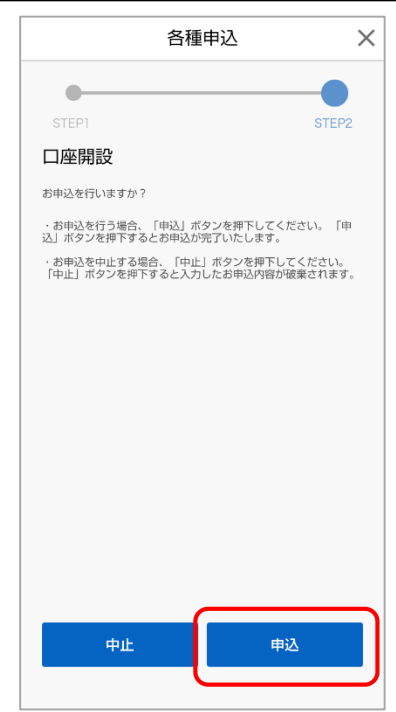 各種申込
STEP1 STEP2
口座開設
お申込を行いますか？
・お申込を行う場合、「申込」ボタンを押下してください。「申
込」ボタンを押下するとお申込が完了いたします。
・お申込を中止する場合、「中止」ボタンを押下してください。
「中止」ボタンを押下すると入力したお申込内容が破棄されます。
中止 申込